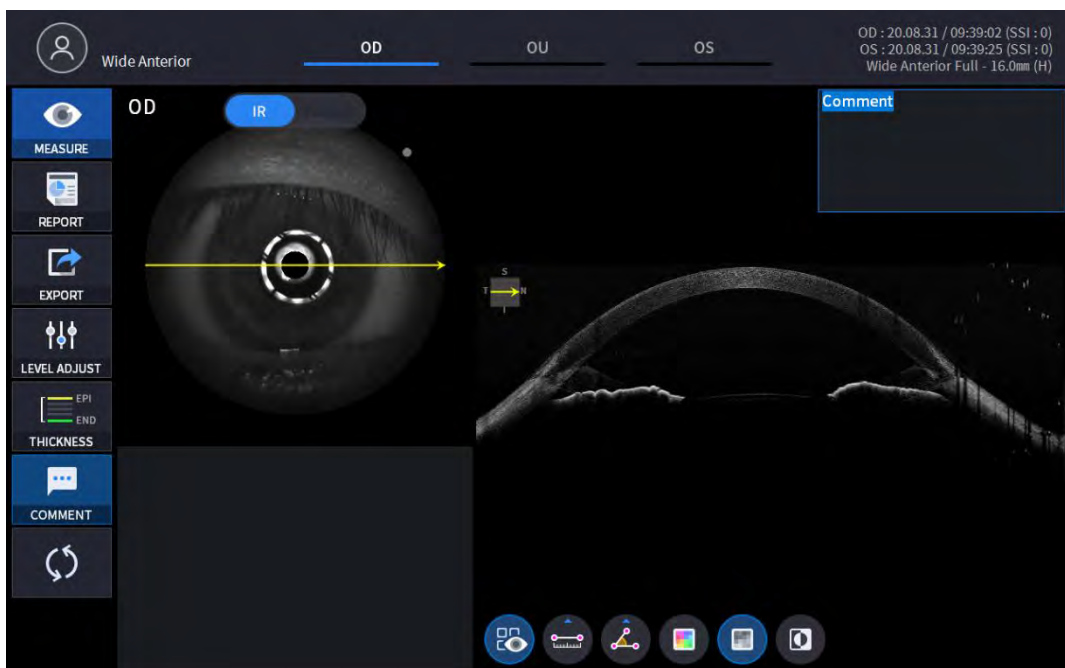 Wide Anterior
OD
OU
OS
OD : 20.08.31 / 09:39:02 (SSI : 0)
OS : 20.08.31 / 09:39:25 (SSI : 0)
Wide Anterior Full - 16.0mm (H)
MEASURE
REPORT
EXPORT
LEVEL ADJUST
EPI
END
THICKNESS
COMMENT
OD
IR
Comment
S
T
N
I